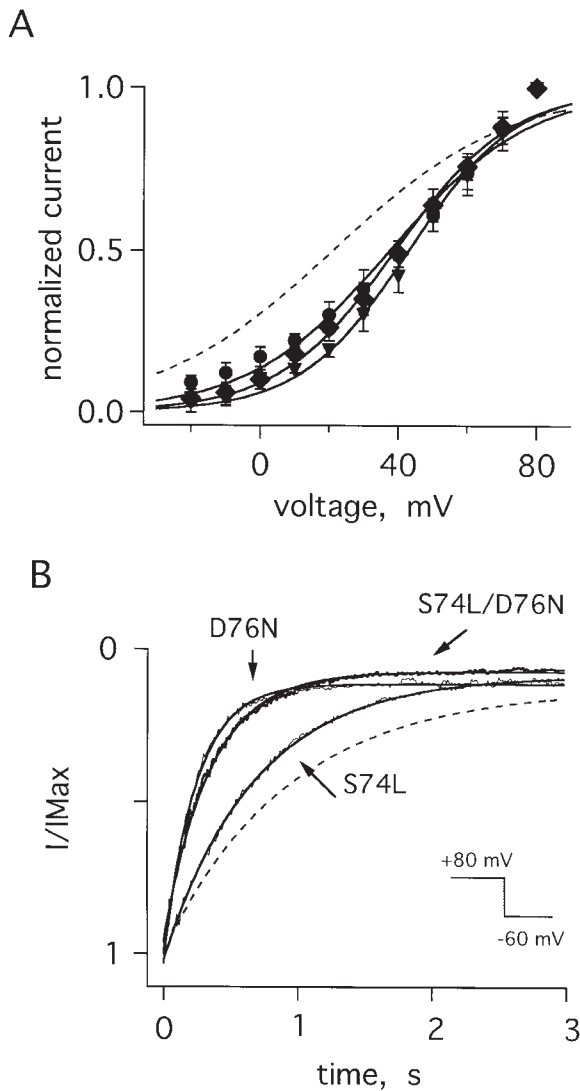 A
1.0
0.5
0.0
normalized current
0
40
80
voltage, mV
B
S74L/D76N
D76N
0
S74L
I/IMax
+80 mV
-60 mV
1
0
1
2
3
time, s